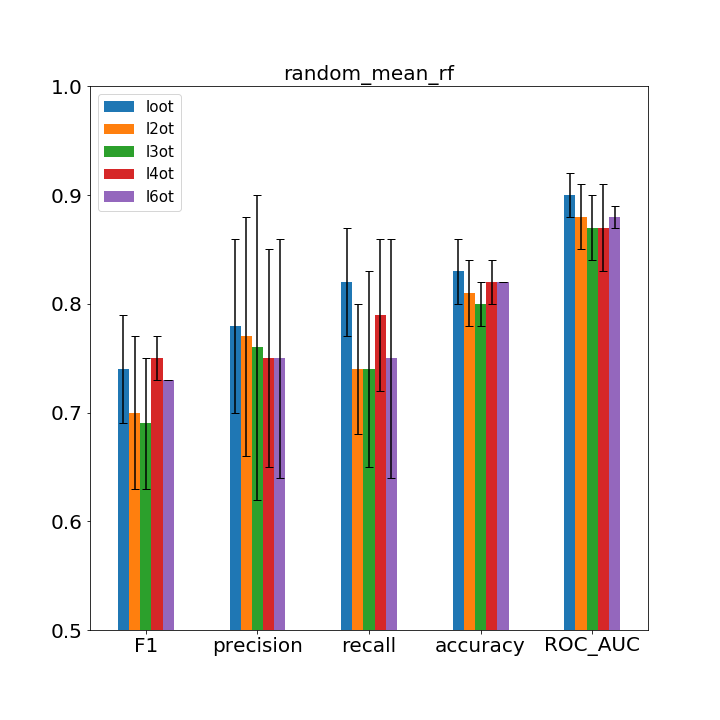 random_mean_rf
1.0
0.9
0.8
0.7
0.6
0.5
loot
l2ot
l3ot
l4ot
l6ot
F1 precision recall accuracy ROC_AUC